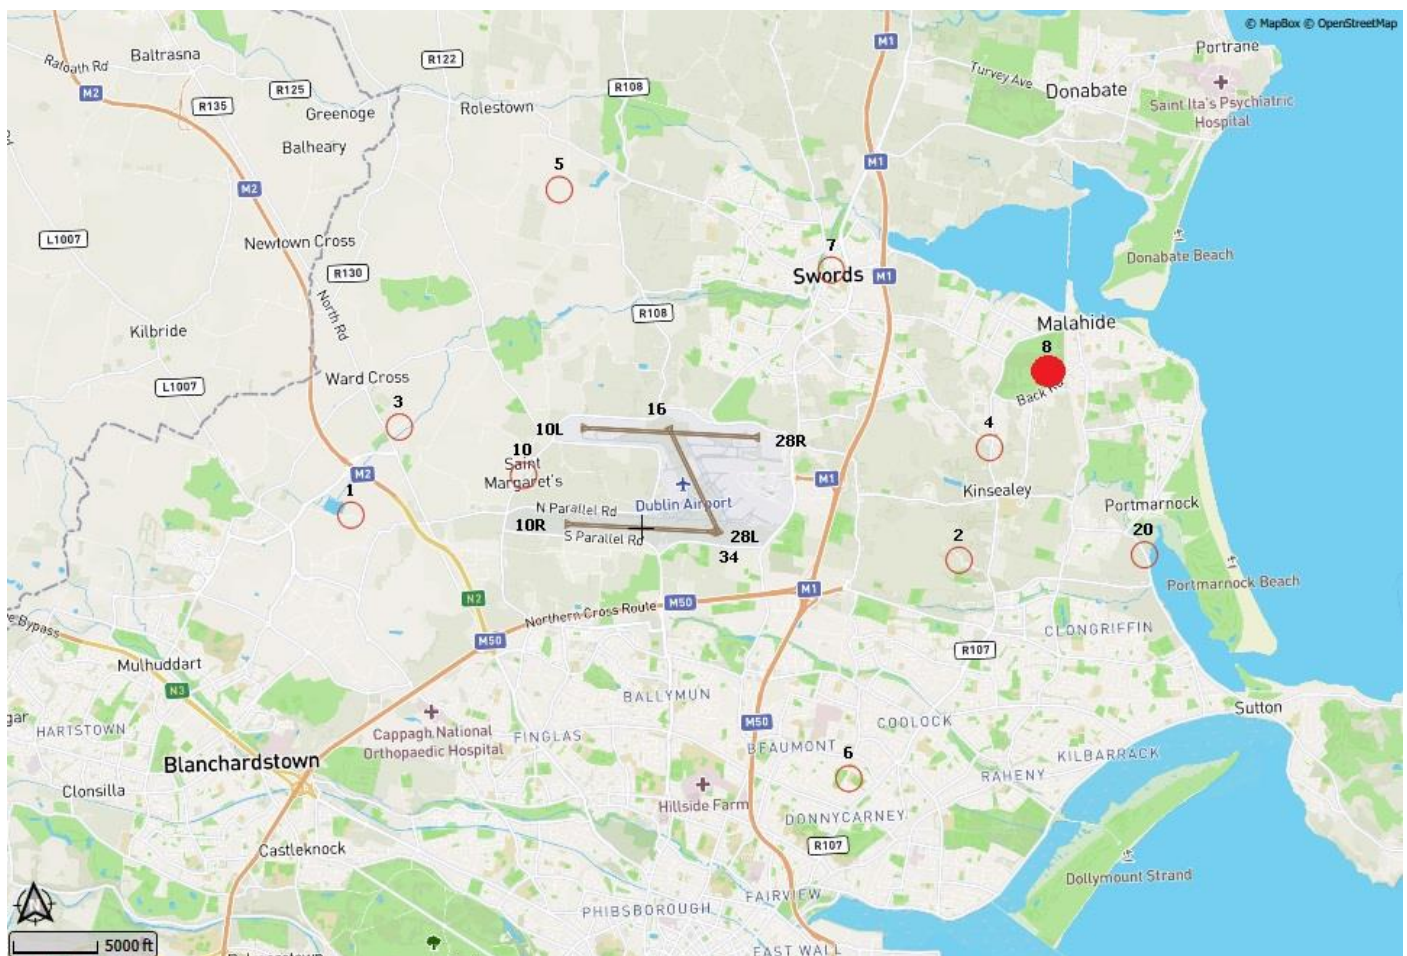 © MapBox © OpenStreetMap
Baltrasna
R122
M1
Portrane
Ratoath Rd
M2
R125
R108
Turvey Ave
Donabate
Saint Ita's Psychiatric
Hospital
R135
Greenoge
Rolestown
Balheary
5
M1
M2
L1007
Newtown Cross
7
Donabate Beach
R130
Swords
M1
North Rd
R108
Kilbride
Malahide
8
L1007
Ward Cross
Back Rd
3
16
4
10L
28R
10
Saint
Margaret's
M2
M1
Kinsealey
1
Dublin Airport
Portmarnock
N Parallel Rd
10R
S Parallel Rd
28L
34
2
20
Portmarnock Beach
N2
Northern Cross Route
M50
M1
e Bypass
M50
CLONGRIFFIN
R107
Mulhuddart
N3
BALLYMUN
gar
HARTSTOWN
Cappagh National
Orthopaedic Hospital
FINGLAS
M50
COOLOCK
Sutton
BEAUMONT
KILBARRACK
Blanchardstown
6
RAHENY
Clonsilla
Hillside Farm
DONNYCARNEY
R107
Castleknock
Dollymount Strand
FAIRVIEW
PHIBSBOROUGH
5000 ft
EAST WALL